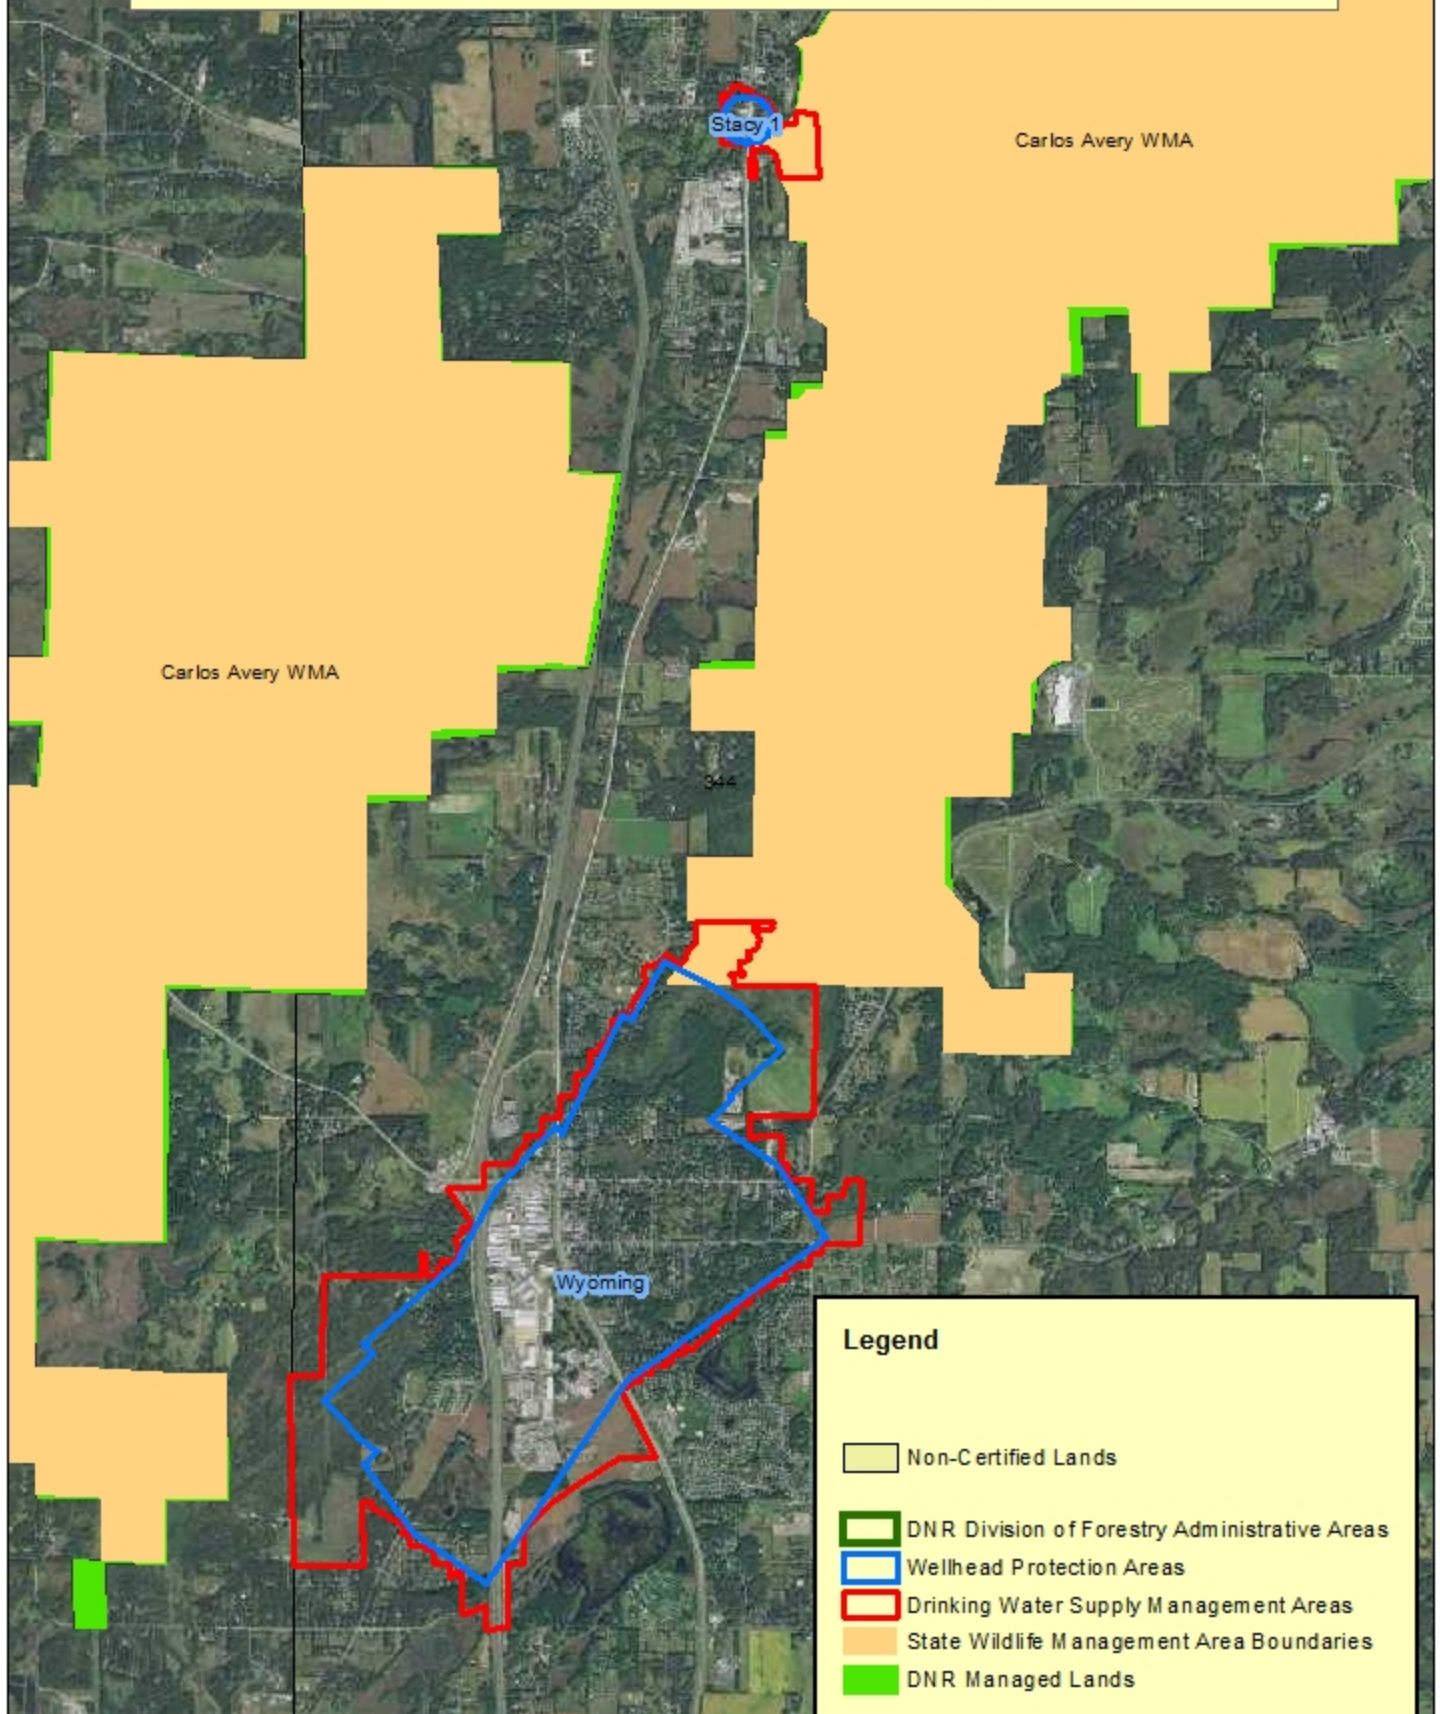 Stacy 1
Carlos Avery WMA
Carlos Avery WMA
344
Wyoming
Legend
Non-Certified Lands
DNR Division of Forestry Administrative Areas
Wellhead Protection Areas
Drinking Water Supply Management Areas
State Wildlife Management Area Boundaries
DNR Managed Lands